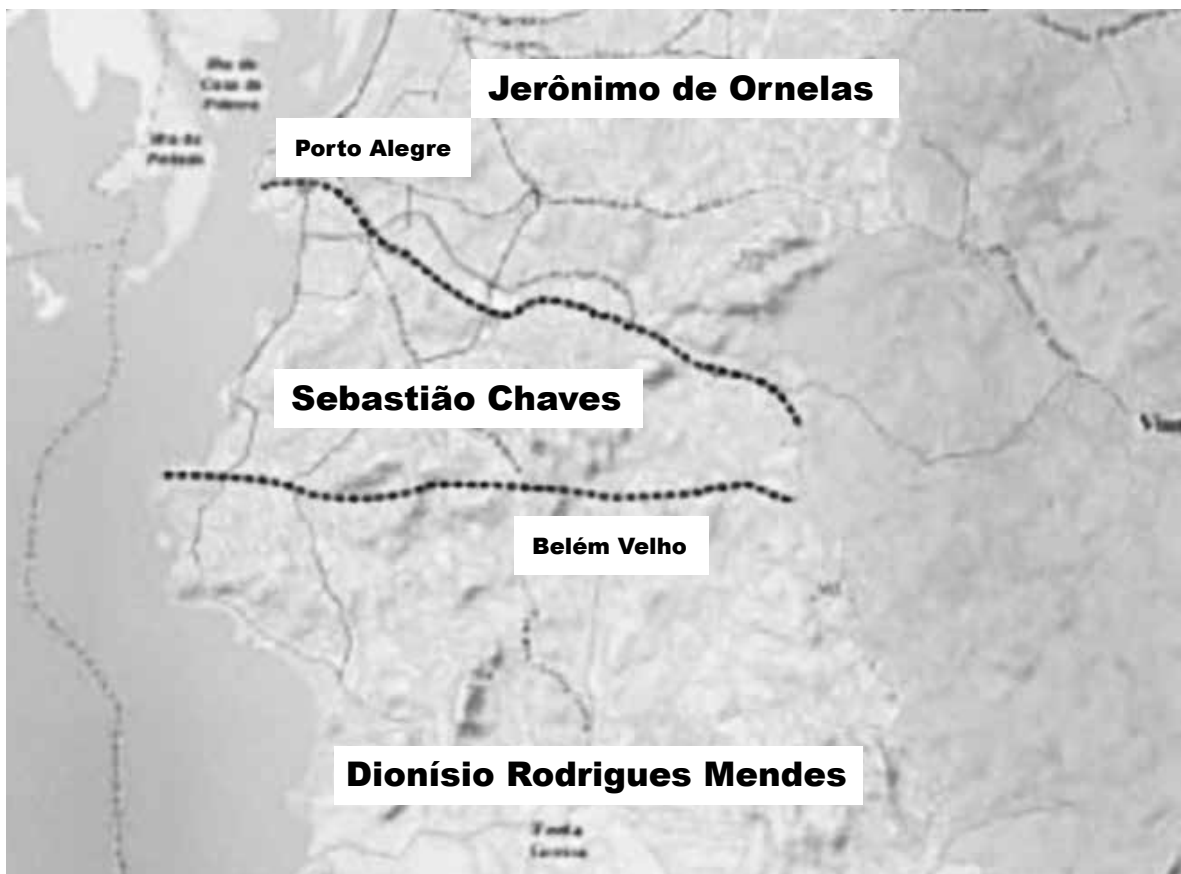 Jerônimo de Ornelas
Porto Alegre
Sebastião Chaves
Belém Velho
Dionísio Rodrigues Mendes